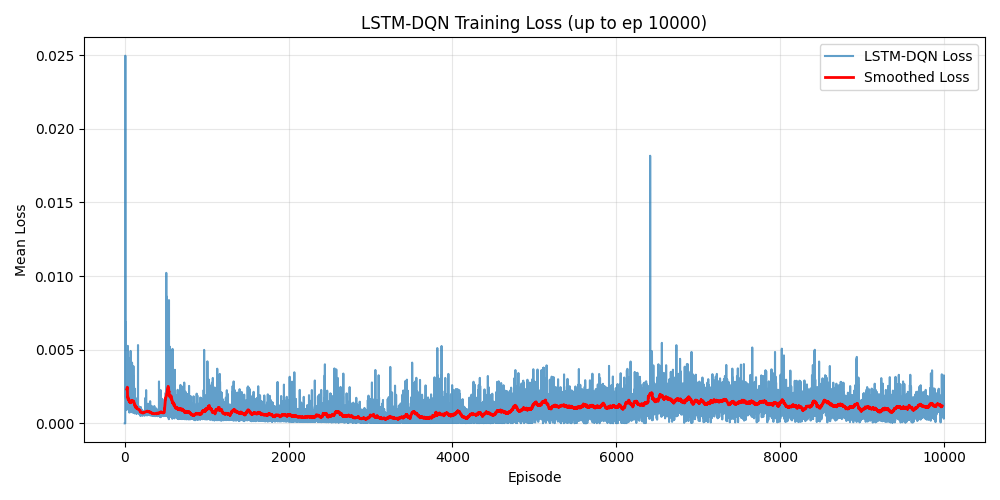 LSTM-DQN Training Loss (up to ep 10000)
LSTM-DQN Loss
Smoothed Loss
Mean Loss
0.025
0.020
0.015
0.010
0.005
0.000
0 2000 4000 6000 8000 10000
Episode